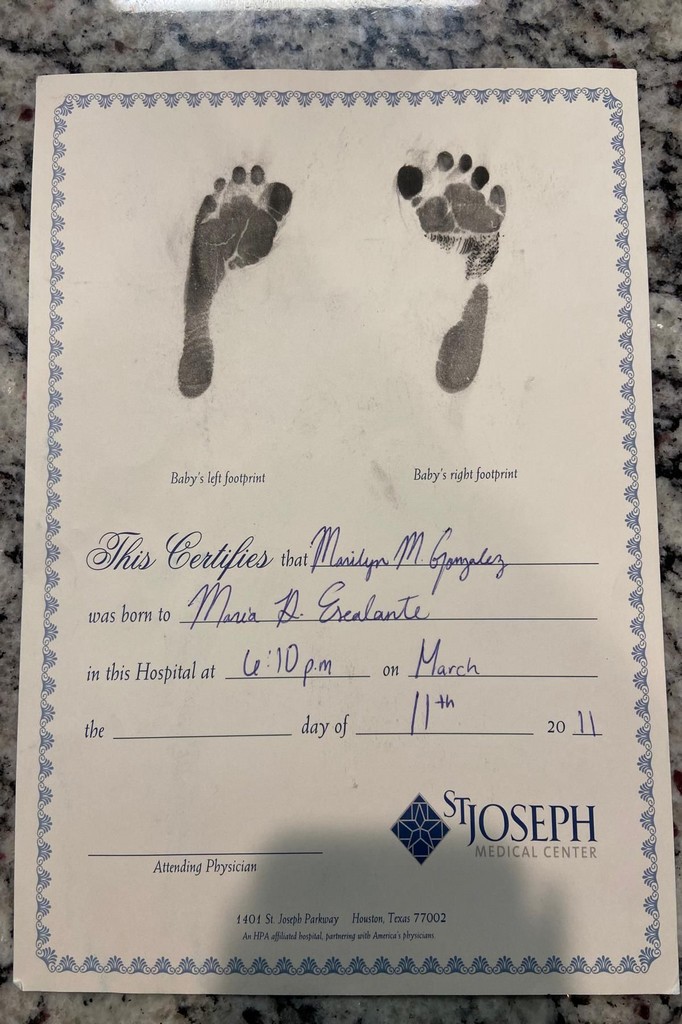 Baby's left footprint
Baby's right footprint
This Certifies that Marilyn M. Gonzalez
was born to Maria D. Escalante
in this Hospital at 6:10 p.m on March
the day of 11th 20 11
ST JOSEPH
MEDICAL CENTER
Attending Physician
1401 St. Joseph Parkway Houston, Texas 77002
An HPA affiliated hospital, partnering with America's physicians